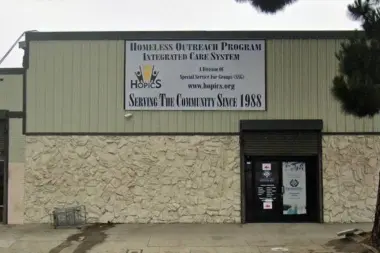 Homeless Outreach Program
Integrated Care System
A Division Of
Special Service for Groups (SSG)
HOPICS
www.hopics.org
Serving The Community Since 1988